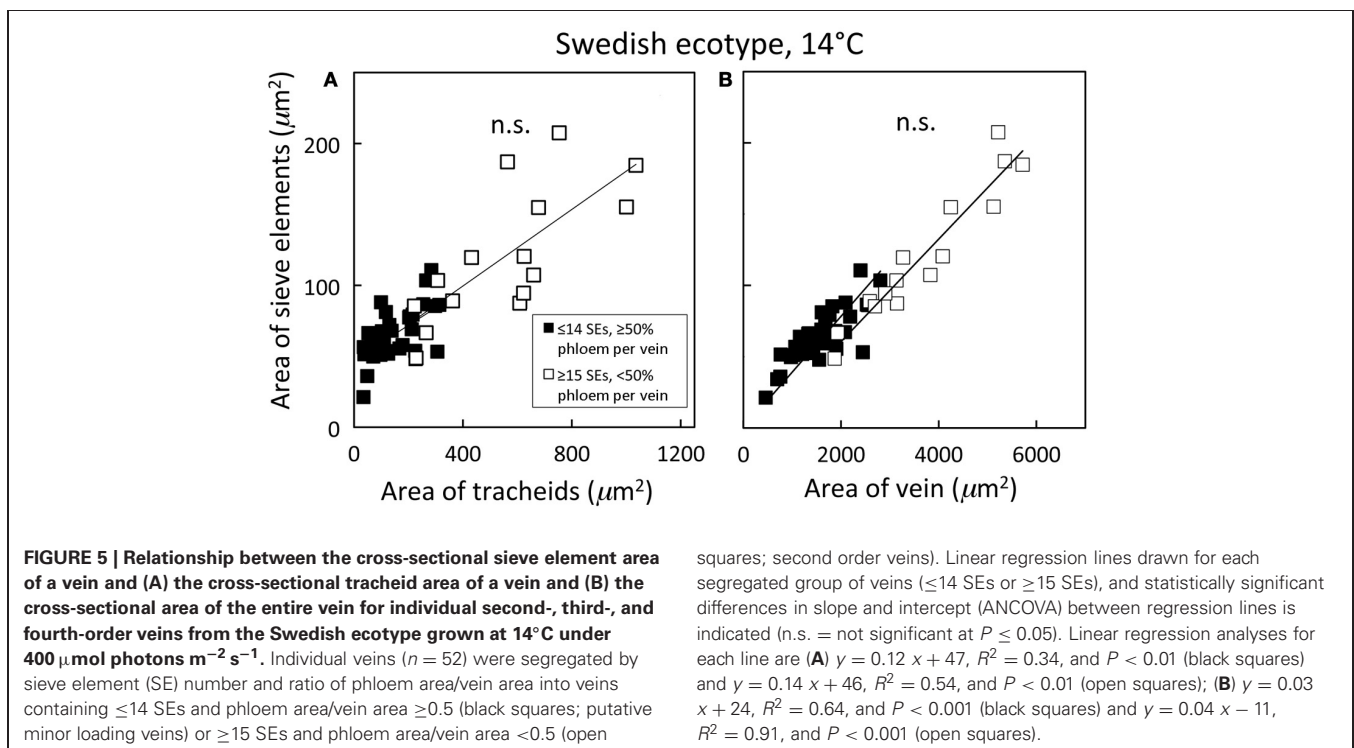 Swedish ecotype, 14°C
A
n.s.
B
n.s.
Area of sieve elements (μm²)
200
100
0
■ ≤14 SEs, ≥50%
phloem per vein
□ ≥15 SEs, <50%
phloem per vein
0 400 800 1200
0 2000 4000 6000
Area of tracheids (μm²)
Area of vein (μm²)
FIGURE 5 | Relationship between the cross-sectional sieve element area
of a vein and (A) the cross-sectional tracheid area of a vein and (B) the
cross-sectional area of the entire vein for individual second-, third-, and
fourth-order veins from the Swedish ecotype grown at 14°C under
400 μmol photons m⁻² s⁻¹. Individual veins (n = 52) were segregated by
sieve element (SE) number and ratio of phloem area/vein area into veins
containing ≤14 SEs and phloem area/vein area ≥0.5 (black squares; putative
minor loading veins) or ≥15 SEs and phloem area/vein area <0.5 (open
squares; second order veins). Linear regression lines drawn for each
segregated group of veins (≤14 SEs or ≥15 SEs), and statistically significant
differences in slope and intercept (ANCOVA) between regression lines is
indicated (n.s. = not significant at P ≤ 0.05). Linear regression analyses for
each line are (A) y = 0.12 x + 47, R² = 0.34, and P < 0.01 (black squares)
and y = 0.14 x + 46, R² = 0.54, and P < 0.01 (open squares); (B) y = 0.03
x + 24, R² = 0.64, and P < 0.001 (black squares) and y = 0.04 x − 11,
R² = 0.91, and P < 0.001 (open squares).